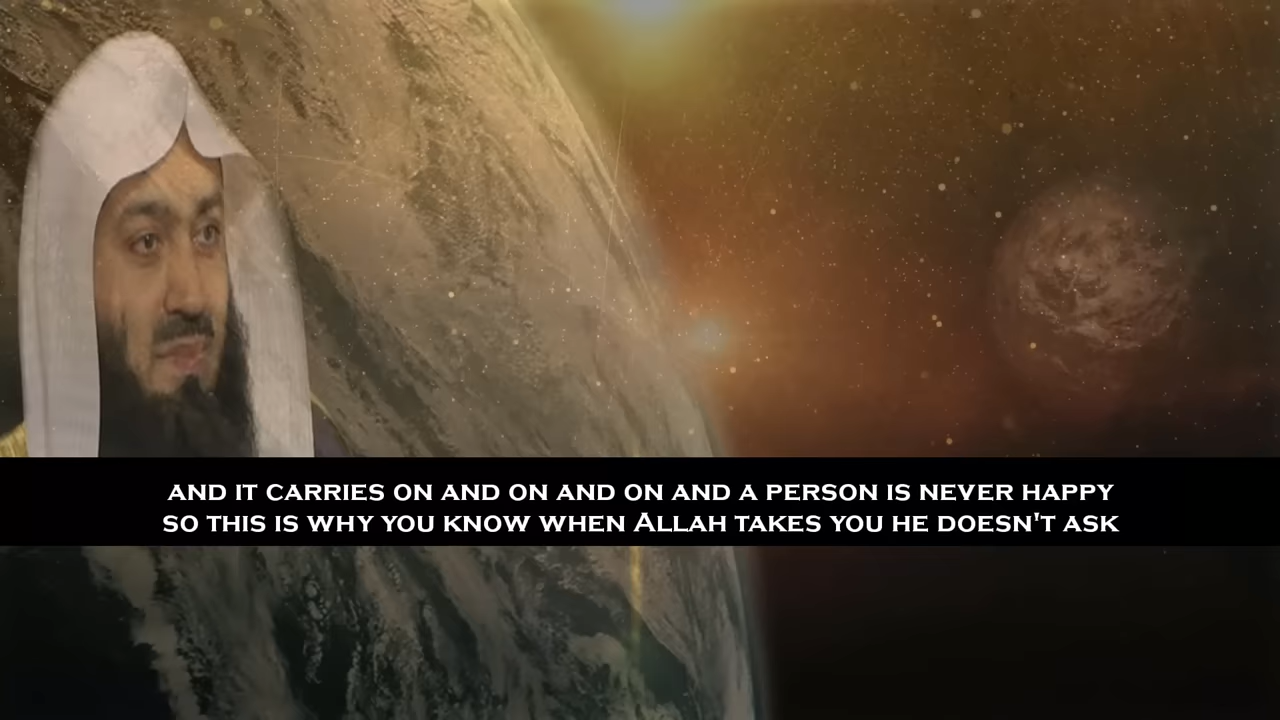 AND IT CARRIES ON AND ON AND ON AND A PERSON IS NEVER HAPPY
SO THIS IS WHY YOU KNOW WHEN ALLAH TAKES YOU HE DOESN'T ASK